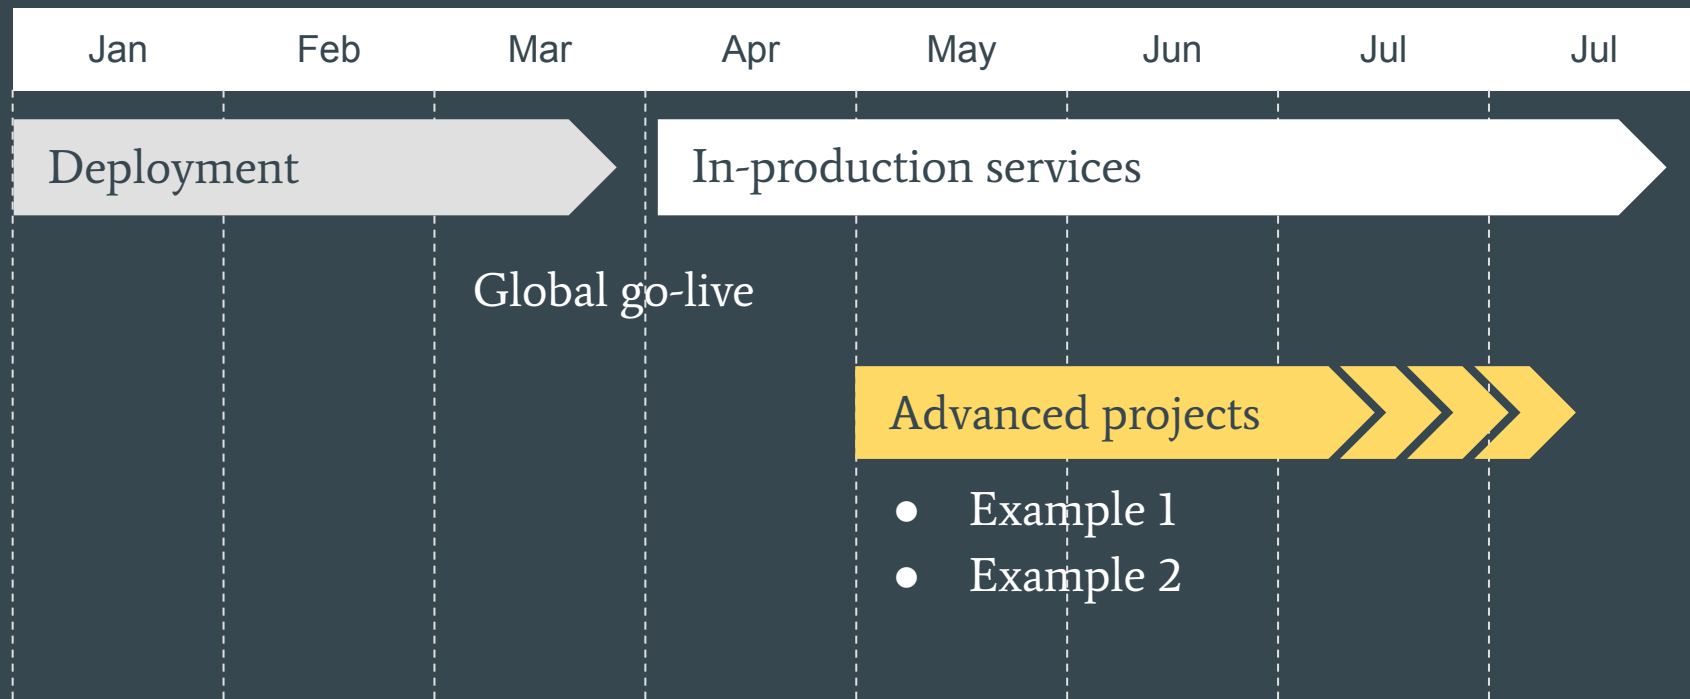 Jan Feb Mar Apr May Jun Jul Jul
Deployment In-production services
Global go-live
Advanced projects
● Example 1
● Example 2